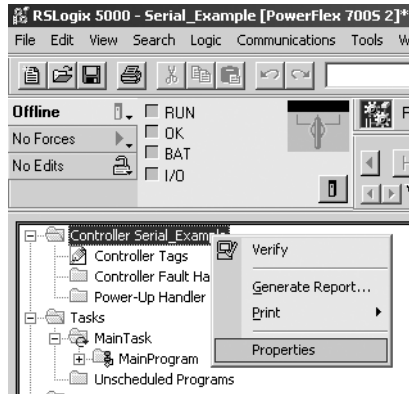 RSLogix 5000 - Serial_Example [PowerFlex 700S 2]*
File Edit View Search Logic Communications Tools W
Offline RUN
No Forces OK
No Edits BAT
I/O
Controller Serial_Example
Controller Tags
Controller Fault Ha
Power-Up Handler
Tasks
MainTask
MainProgram
Unscheduled Programs
Verify
Generate Report...
Print
Properties